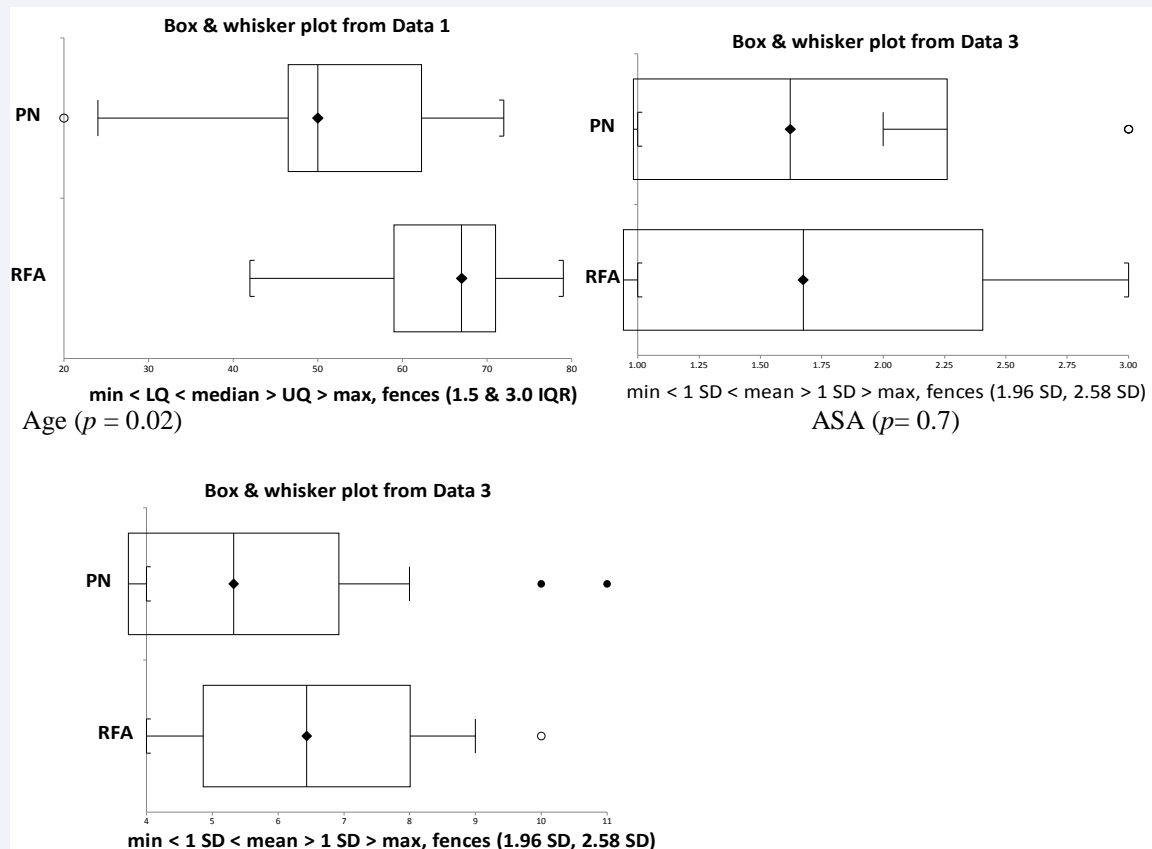 Box & whisker plot from Data 1
PN
RFA
20 30 40 50 60 70 80
min < LQ < median > UQ > max, fences (1.5 & 3.0 IQR)
Age (p = 0.02)
Box & whisker plot from Data 3
PN
RFA
1.00 1.25 1.50 1.75 2.00 2.25 2.50 2.75 3.00
min < 1 SD < mean > 1 SD > max, fences (1.96 SD, 2.58 SD)
ASA (p= 0.7)
Box & whisker plot from Data 3
PN
RFA
4 5 6 7 8 9 10 11
min < 1 SD < mean > 1 SD > max, fences (1.96 SD, 2.58 SD)